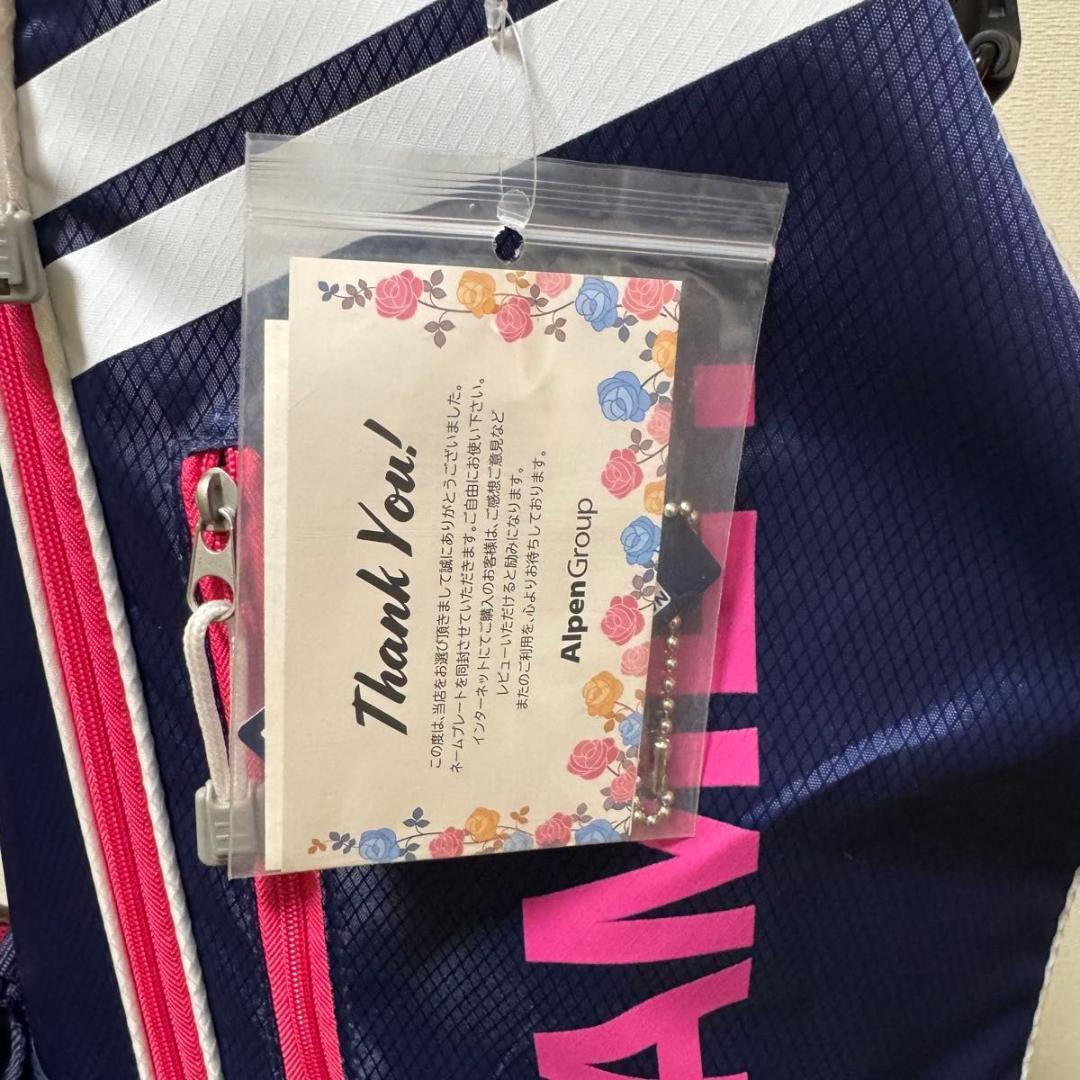 Thank You!
この度は、当店をお選び頂きまして誠にありがとうございました。
ネームプレートを同封させていただきます。ご自由にお使い下さい。
インターネットにてご購入のお客様は、ご感想ご意見など
レビューいただけると励みになります。
またのご利用を、心よりお待ちしております。
AlpenGroup
AM